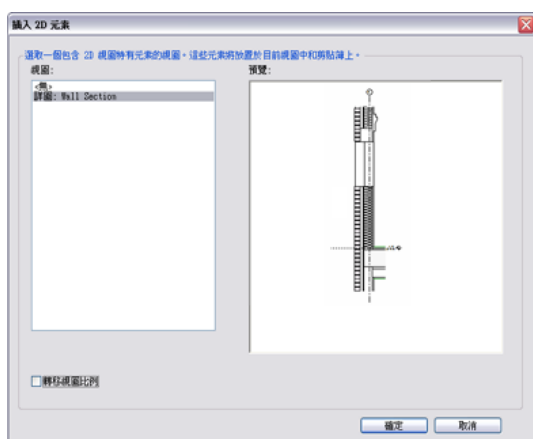 插入 2D 元素
選取一個包含 2D 視圖特有元素的視圖。這些元素將放置於目前視圖中和剪貼簿上。
視圖:
預覽:
<無>
詳圖: Wall Section
轉移視圖比例
確定
取消